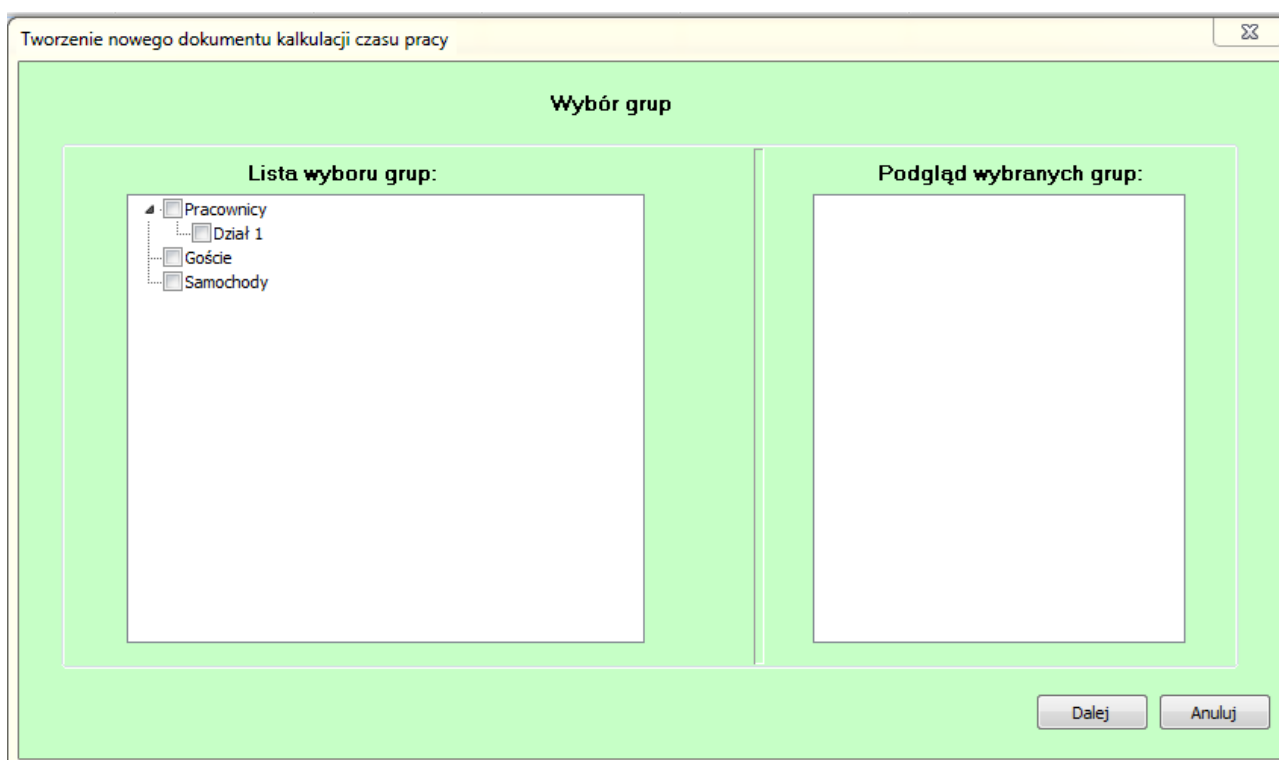 Tworzenie nowego dokumentu kalkulacji czasu pracy
Wybór grup
Lista wyboru grup:
Podgląd wybranych grup:
Pracownicy
Dział 1
Goście
Samochody
Dalej
Anuluj